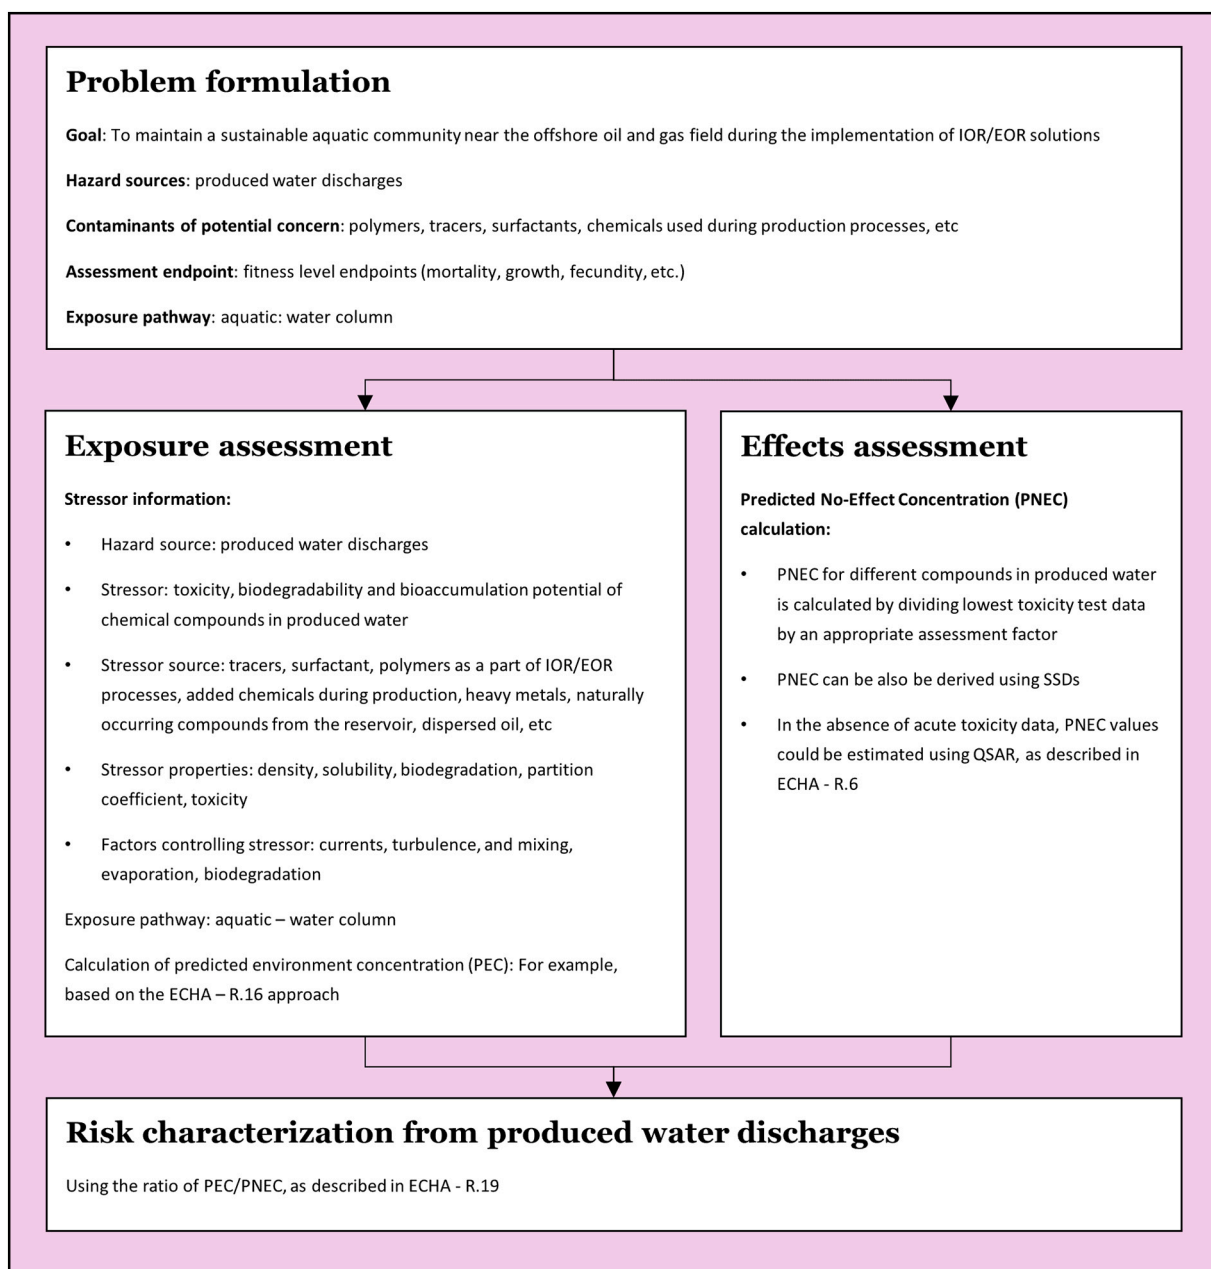 Problem formulation
Goal: To maintain a sustainable aquatic community near the offshore oil and gas field during the implementation of IOR/EOR solutions
Hazard sources: produced water discharges
Contaminants of potential concern: polymers, tracers, surfactants, chemicals used during production processes, etc
Assessment endpoint: fitness level endpoints (mortality, growth, fecundity, etc.)
Exposure pathway: aquatic: water column
Exposure assessment
Stressor information:
• Hazard source: produced water discharges
• Stressor: toxicity, biodegradability and bioaccumulation potential of
chemical compounds in produced water
• Stressor source: tracers, surfactant, polymers as a part of IOR/EOR
processes, added chemicals during production, heavy metals, naturally
occurring compounds from the reservoir, dispersed oil, etc
• Stressor properties: density, solubility, biodegradation, partition
coefficient, toxicity
• Factors controlling stressor: currents, turbulence, and mixing,
evaporation, biodegradation
Exposure pathway: aquatic – water column
Calculation of predicted environment concentration (PEC): For example,
based on the ECHA – R.16 approach
Effects assessment
Predicted No-Effect Concentration (PNEC)
calculation:
• PNEC for different compounds in produced water
is calculated by dividing lowest toxicity test data
by an appropriate assessment factor
• PNEC can be also be derived using SSDs
• In the absence of acute toxicity data, PNEC values
could be estimated using QSAR, as described in
ECHA - R.6
Risk characterization from produced water discharges
Using the ratio of PEC/PNEC, as described in ECHA - R.19